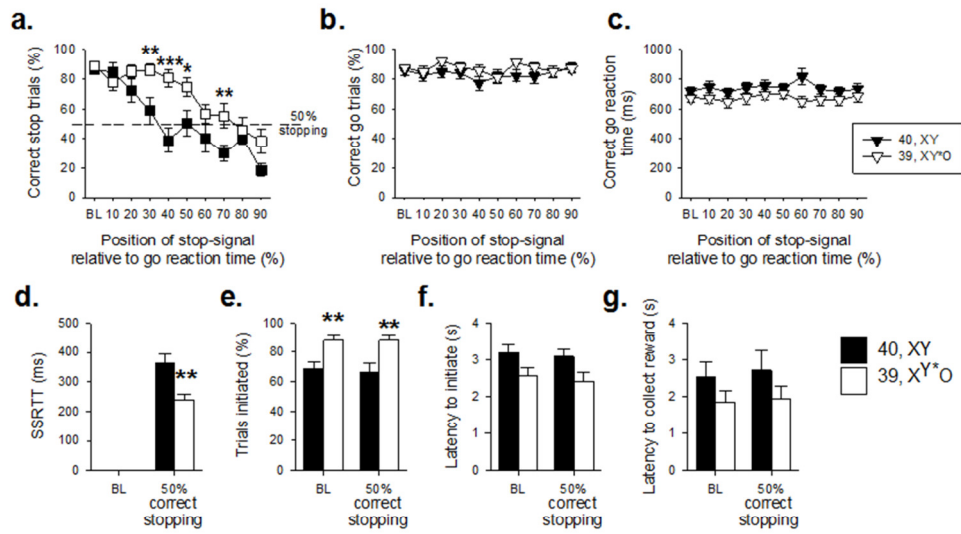 a.
Correct stop trials (%)
100
80
60
40
20
0
** *** * **
50%
stopping
BL 10 20 30 40 50 60 70 80 90
Position of stop-signal
relative to go reaction time (%)
b.
Correct go trials (%)
100
80
60
40
20
0
BL 10 20 30 40 50 60 70 80 90
Position of stop-signal
relative to go reaction time (%)
c.
Correct go reaction
time (ms)
1000
800
600
400
200
0
40, XY
39, XY*O
BL 10 20 30 40 50 60 70 80 90
Position of stop-signal
relative to go reaction time (%)
d.
SSRTT (ms)
500
400
300
200
100
0
**
BL 50%
correct
stopping
e.
Trials initiated (%)
100
80
60
40
20
0
** **
BL 50%
correct
stopping
f.
Latency to initiate (s)
4
3
2
1
0
BL 50%
correct
stopping
g.
Latency to collect reward (s)
4
3
2
1
0
BL 50%
correct
stopping
40, XY
39, XY*O